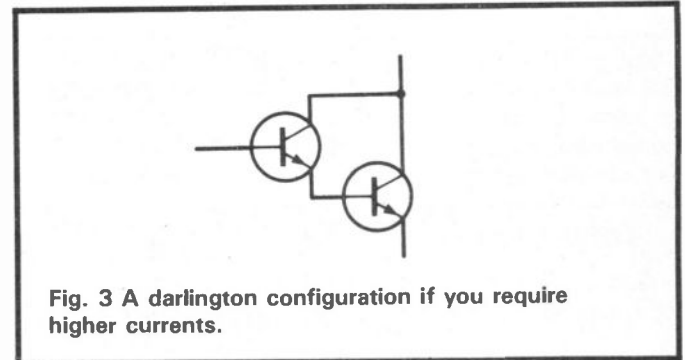 Fig. 3 A darlington configuration if you require
higher currents.